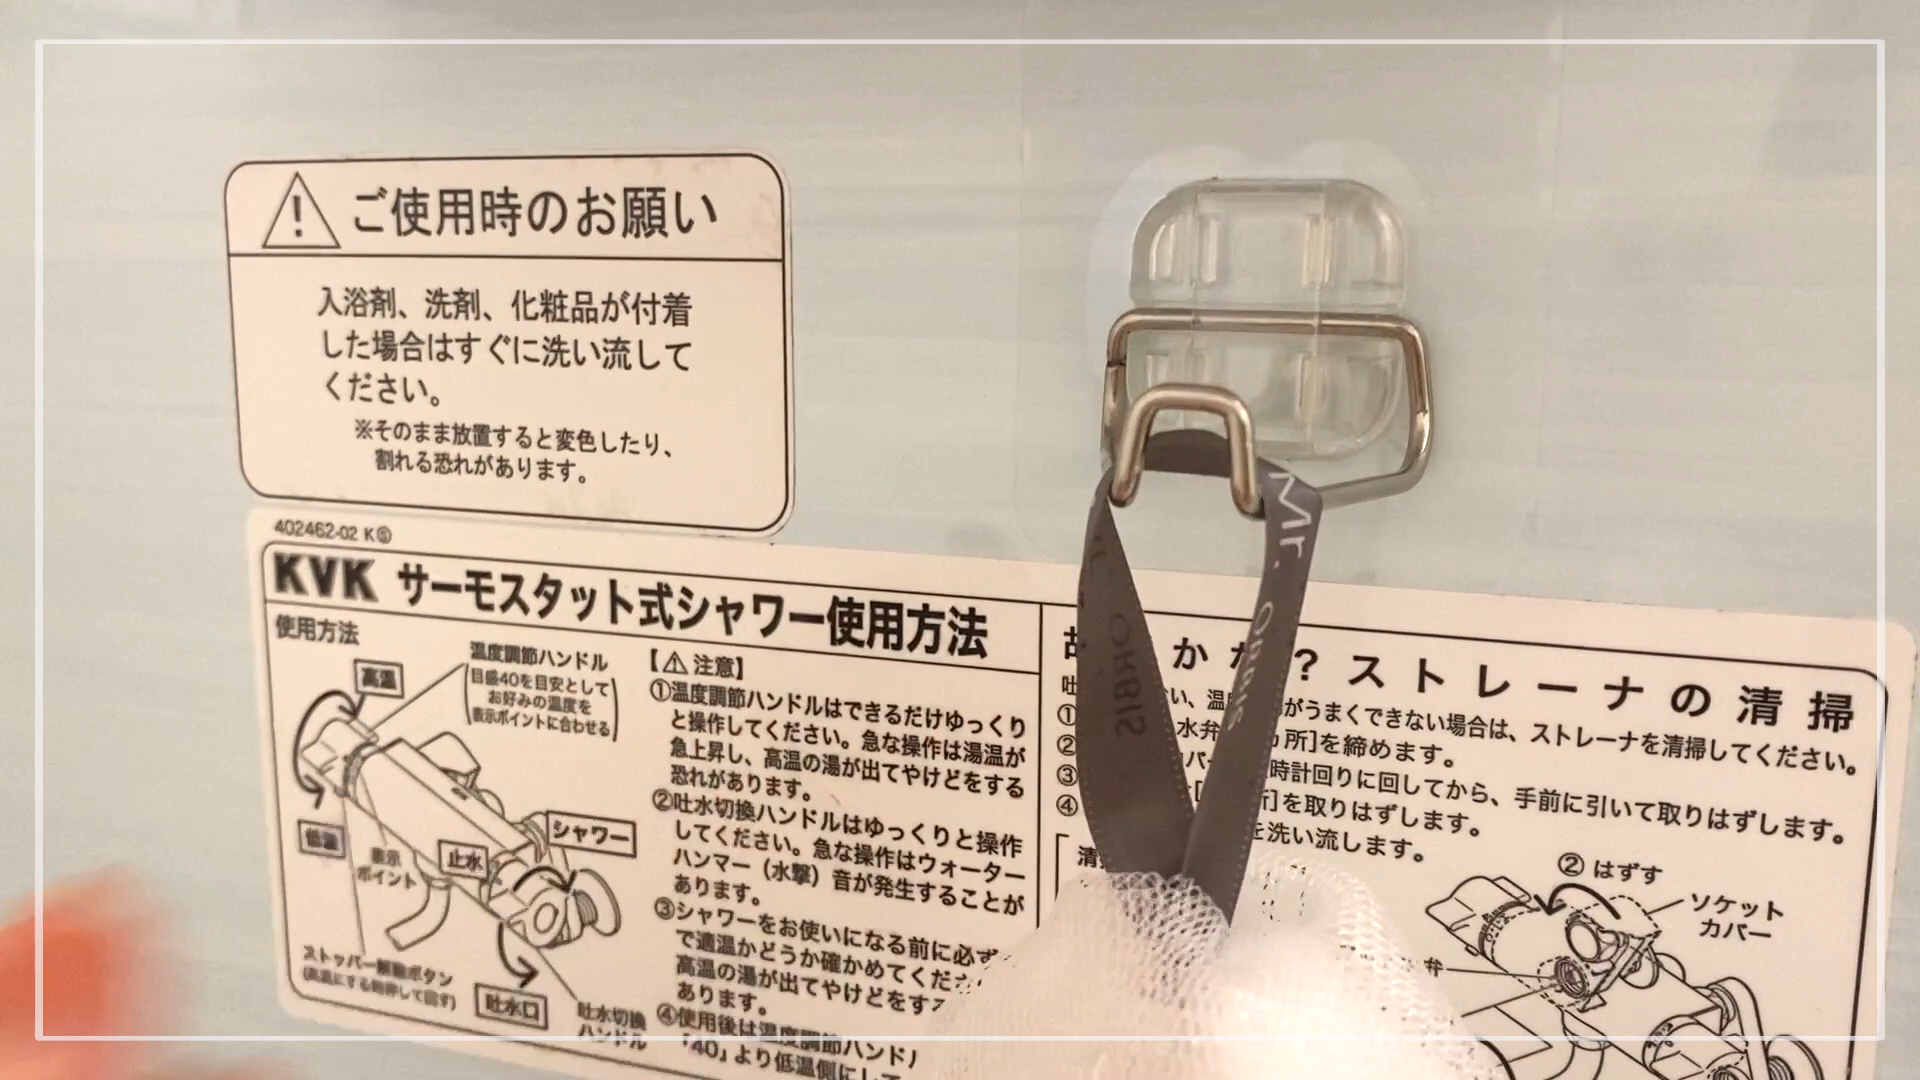 ご使用時のお願い
入浴剤、洗剤、化粧品が付着
した場合はすぐに洗い流して
ください。
※そのまま放置すると変色したり、
割れる恐れがあります。
402462-02 K⑤
KVK サーモスタット式シャワー使用方法
使用方法
高温
温度調節ハンドル
目盛40を目安として
お好みの温度を
表示ポイントに合わせる
低温
表示
ポイント
止水
シャワー
ストッパー解除ボタン
吐水口
吐水切換
ハンドル
【⚠注意】
①温度調節ハンドルはできるだけゆっくり
と操作してください。急な操作は湯温が
急上昇し、高温の湯が出てやけどをする
恐れがあります。
②吐水切換ハンドルはゆっくりと操作
してください。急な操作はウォーター
ハンマー（水撃）音が発生することが
あります。
③シャワーをお使いになる前に必ず
で適温かどうか確かめてくだ
高温の湯が出てやけどをす
あります。
④使用後は温度調節ハンド
「40」より低温側にして
故 か ？ストレーナの清掃
い、温 がうまくできない場合は、ストレーナを清掃してください。
① 水弁 所]を締めます。
② 時計回りに回してから、手前に引いて取りはずします。
③ を取りはずします。
④ を洗い流します。
清
② はずす
ソケット
カバー
弁
Mr.
ORBIS
ORBIS